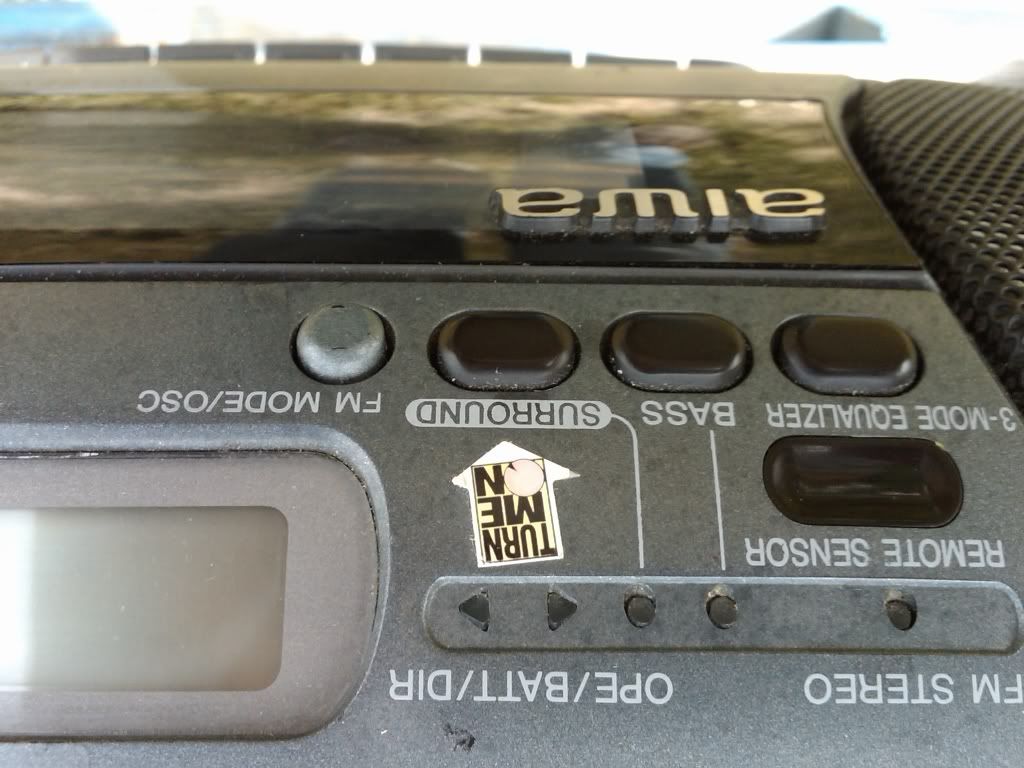 FM STEREO
OPE/BATT/DIR
REMOTE SENSOR
TURN
ME
ON
3-MODE EQUALIZER
BASS
SURROUND
FM MODE/OSC
aiwa